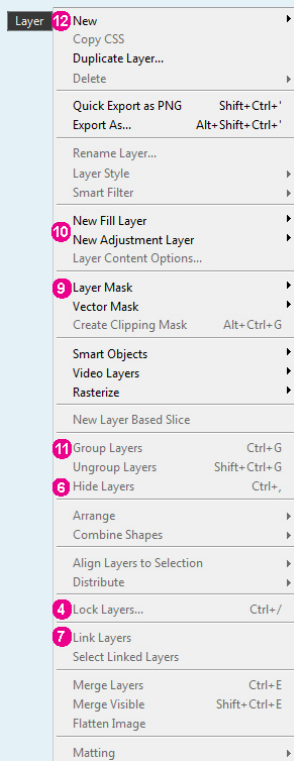 Layer 12 New
Copy CSS
Duplicate Layer...
Delete
Quick Export as PNG Shift+Ctrl+'
Export As... Alt+Shift+Ctrl+'
Rename Layer...
Layer Style
Smart Filter
New Fill Layer
10 New Adjustment Layer
Layer Content Options...
9 Layer Mask
Vector Mask
Create Clipping Mask Alt+Ctrl+G
Smart Objects
Video Layers
Rasterize
New Layer Based Slice
11 Group Layers Ctrl+G
Ungroup Layers Shift+Ctrl+G
6 Hide Layers Ctrl+,
Arrange
Combine Shapes
Align Layers to Selection
Distribute
4 Lock Layers... Ctrl+/
7 Link Layers
Select Linked Layers
Merge Layers Ctrl+E
Merge Visible Shift+Ctrl+E
Flatten Image
Matting